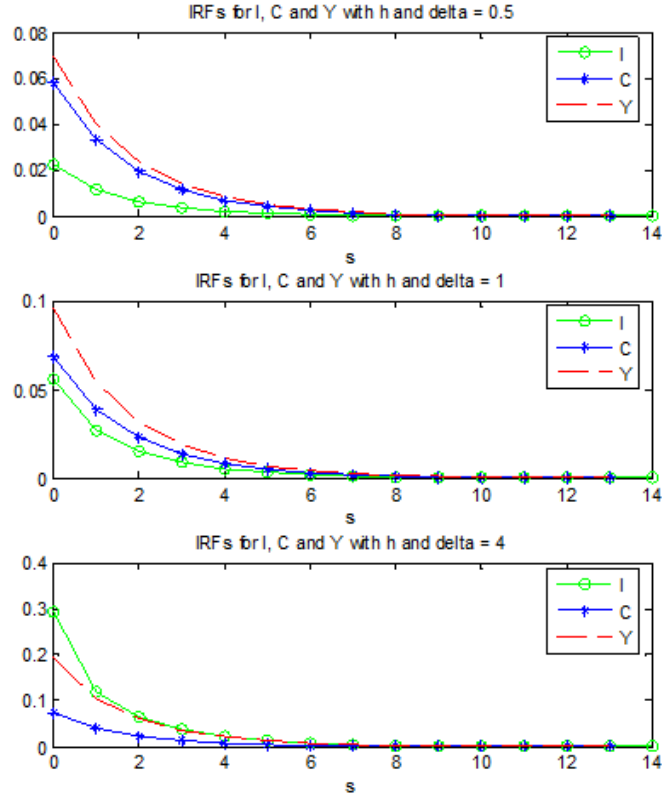 IRFs for I, C and Y with h and delta = 0.5
0.08
0.06
0.04
0.02
0
0 2 4 6 8 10 12 14
s
I
C
Y
IRFs for I, C and Y with h and delta = 1
0.1
0.05
0
0 2 4 6 8 10 12 14
s
I
C
Y
IRFs for I, C and Y with h and delta = 4
0.4
0.3
0.2
0.1
0
0 2 4 6 8 10 12 14
s
I
C
Y